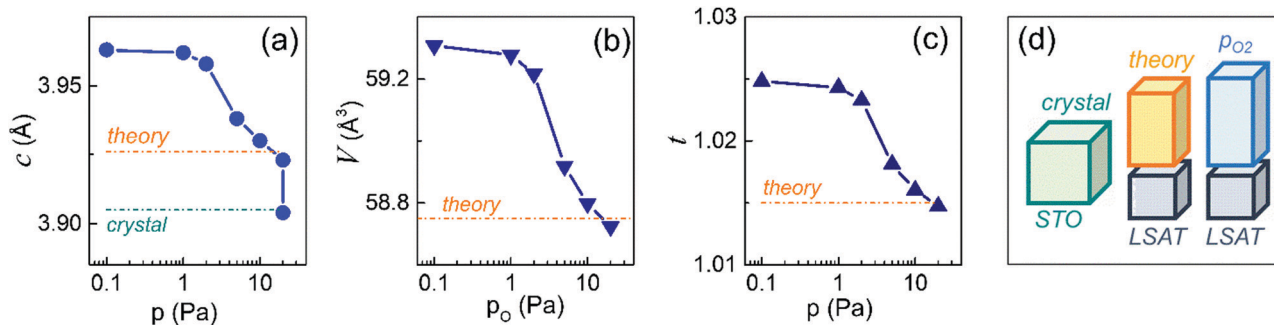 (a)
c (Å)
3.95
3.90
theory
crystal
0.1 1 10
p (Pa)
(b)
V (Å³)
59.2
58.8
theory
0.1 1 10
p_O (Pa)
(c)
t
1.03
1.02
1.01
theory
0.1 1 10
p (Pa)
(d)
crystal
STO
theory
LSAT
p_O2
LSAT